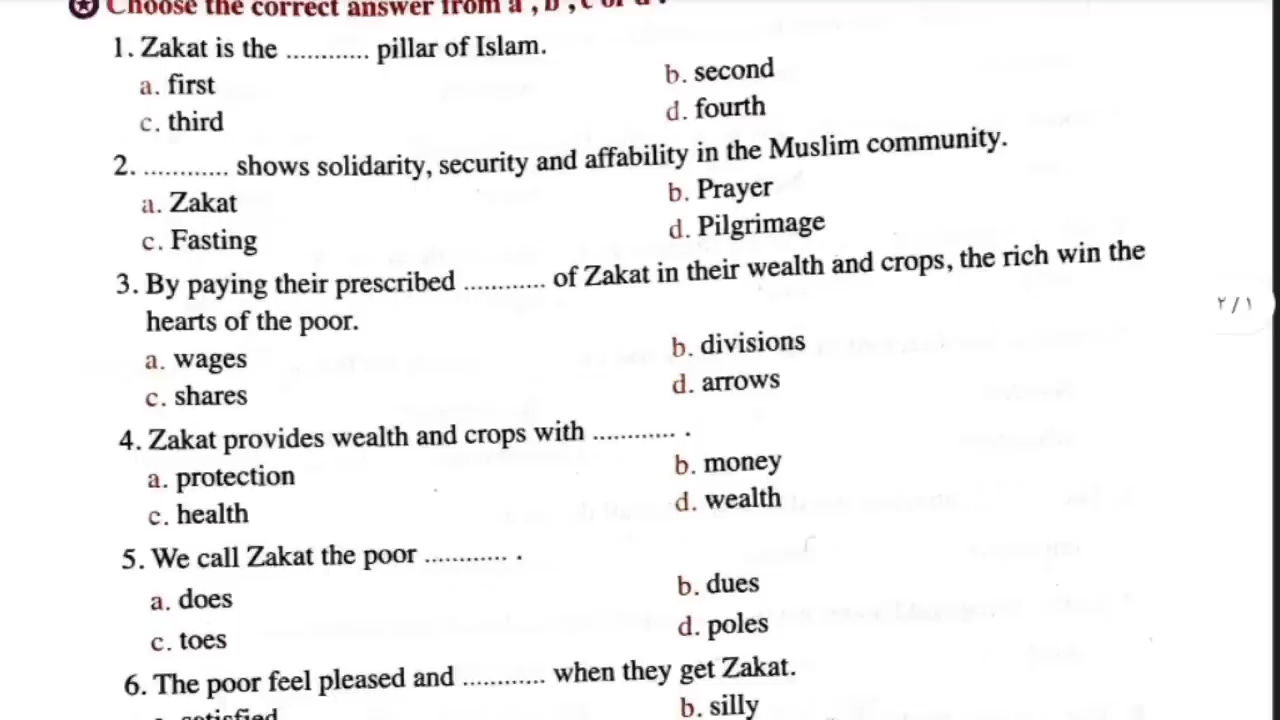 Choose the correct answer from a , b , c or d :
1. Zakat is the ............ pillar of Islam.
a. first
b. second
c. third
d. fourth
2. ............ shows solidarity, security and affability in the Muslim community.
a. Zakat
b. Prayer
c. Fasting
d. Pilgrimage
3. By paying their prescribed ............ of Zakat in their wealth and crops, the rich win the
hearts of the poor.
a. wages
b. divisions
c. shares
d. arrows
4. Zakat provides wealth and crops with ............ .
a. protection
b. money
c. health
d. wealth
5. We call Zakat the poor ............ .
a. does
b. dues
c. toes
d. poles
6. The poor feel pleased and ............ when they get Zakat.
a. satisfied
b. silly
٢/١